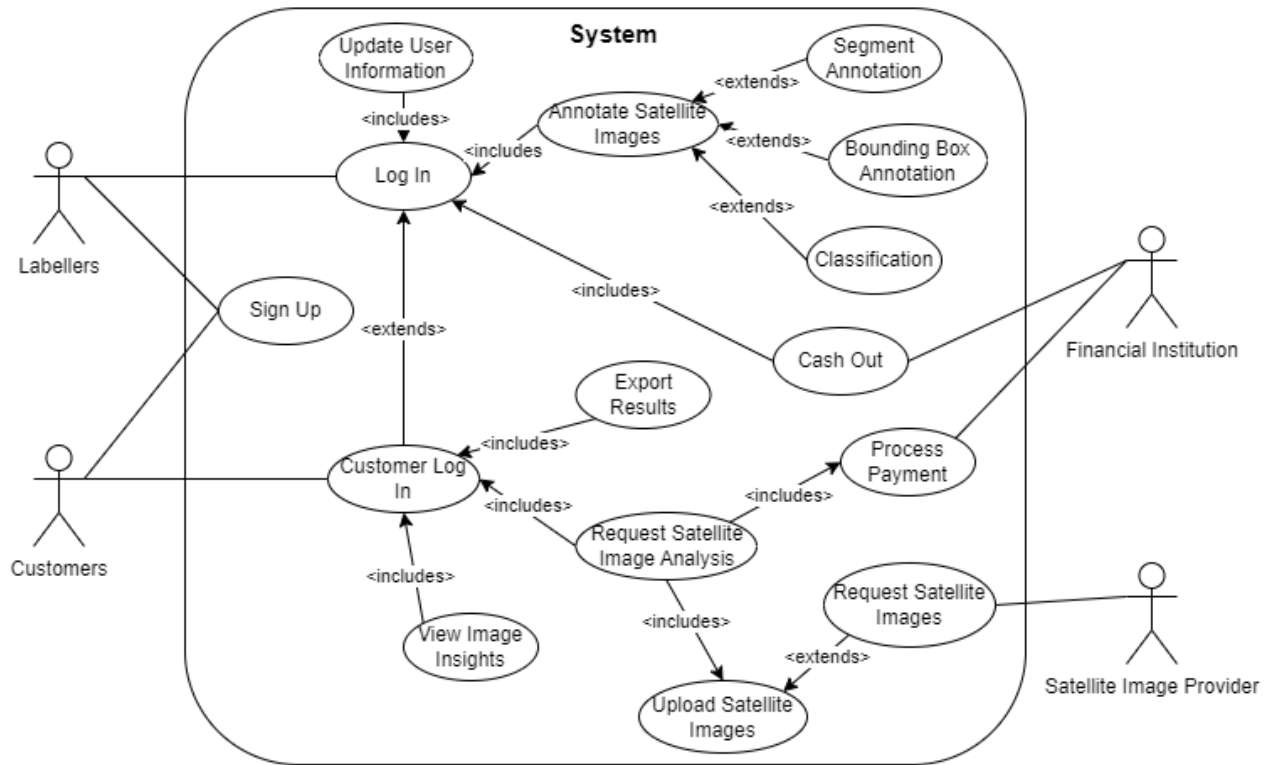 System
Update User
Information
Segment
Annotation
<extends>
<includes>
Annotate Satellite
Images
<includes
<extends>
Bounding Box
Annotation
Log In
<extends>
Labellers
Classification
<includes>
Sign Up
<extends>
Cash Out
Financial Institution
Export
Results
<includes>
Process
Payment
Customer Log
In
<includes>
<includes>
Request Satellite
Image Analysis
Customers
<includes>
Request Satellite
Images
<includes>
View Image
Insights
<extends>
Satellite Image Provider
Upload Satellite
Images